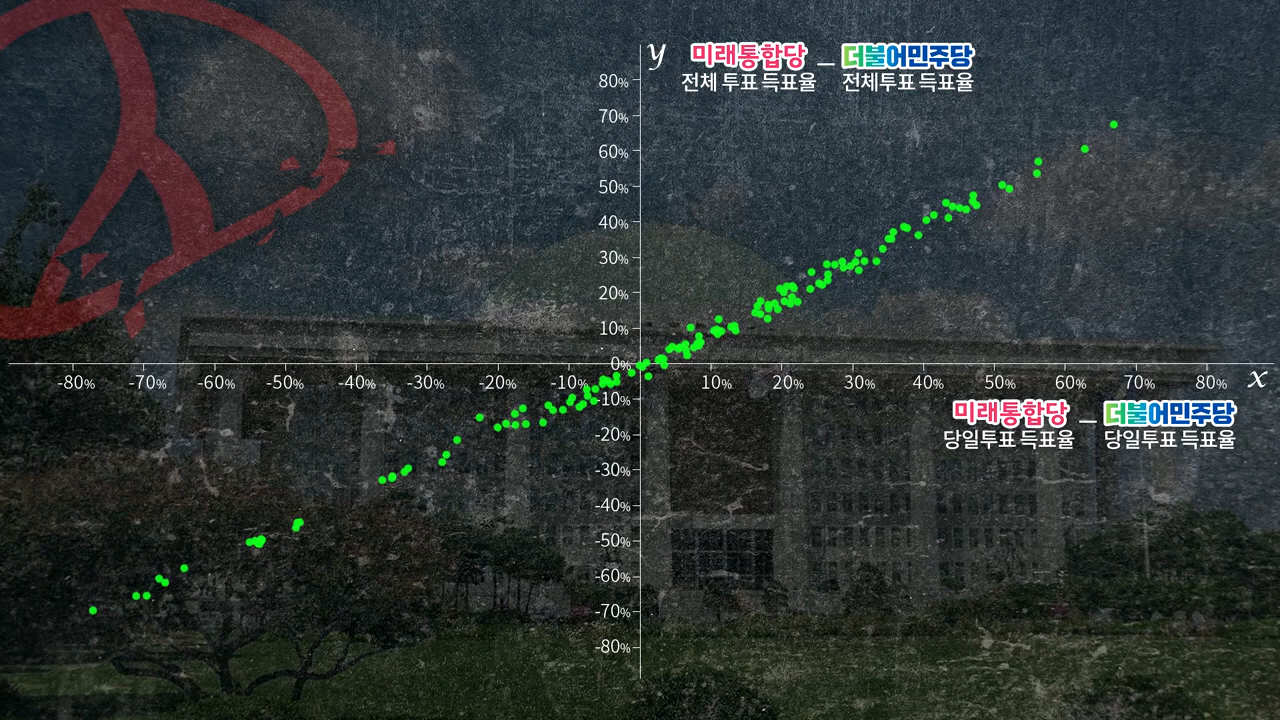 y
미래통합당 – 더불어민주당
전체 투표 득표율 전체투표 득표율
80%
70%
60%
50%
40%
30%
20%
10%
0%
-80% -70% -60% -50% -40% -30% -20% -10% 10% 20% 30% 40% 50% 60% 70% 80% x
-10%
미래통합당 – 더불어민주당
당일투표 득표율 당일투표 득표율
-20%
-30%
-40%
-50%
-60%
-70%
-80%